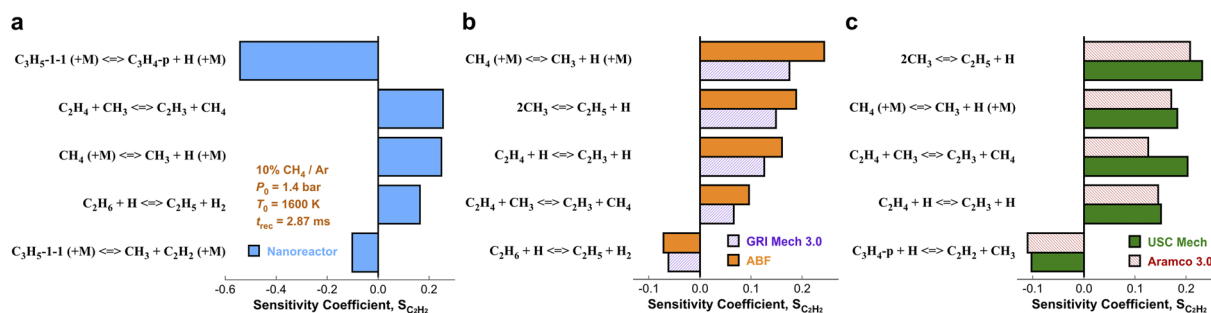 a
C₃H₅-1-1 (+M) <=> C₃H₄-p + H (+M)
C₂H₄ + CH₃ <=> C₂H₃ + CH₄
CH₄ (+M) <=> CH₃ + H (+M)
C₂H₆ + H <=> C₂H₅ + H₂
C₃H₅-1-1 (+M) <=> CH₃ + C₂H₂ (+M)
10% CH₄ / Ar
P₀ = 1.4 bar
T₀ = 1600 K
t_rec = 2.87 ms
Nanoreactor
-0.6 -0.4 -0.2 0.0 0.2
Sensitivity Coefficient, S_C₂H₂
b
CH₄ (+M) <=> CH₃ + H (+M)
2CH₃ <=> C₂H₅ + H
C₂H₄ + H <=> C₂H₃ + H
C₂H₄ + CH₃ <=> C₂H₃ + CH₄
C₂H₆ + H <=> C₂H₅ + H₂
GRI Mech 3.0
ABF
-0.1 0.0 0.1 0.2
Sensitivity Coefficient, S_C₂H₂
c
2CH₃ <=> C₂H₅ + H
CH₄ (+M) <=> CH₃ + H (+M)
C₂H₄ + CH₃ <=> C₂H₃ + CH₄
C₂H₄ + H <=> C₂H₃ + H
C₃H₄-p + H <=> C₂H₂ + CH₃
USC Mech
Aramco 3.0
-0.1 0.0 0.1 0.2
Sensitivity Coefficient, S_C₂H₂